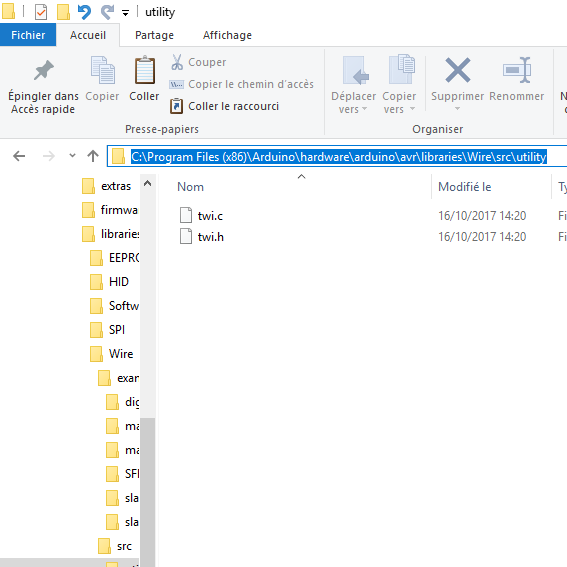 utility
Fichier Accueil Partage Affichage
Épingler dans Accès rapide
Copier
Coller
Couper
Copier le chemin d'accès
Coller le raccourci
Déplacer vers
Copier vers
Supprimer
Renommer
Presse-papiers
Organiser
C:\Program Files (x86)\Arduino\hardware\arduino\avr\libraries\Wire\src\utility
extras
firmwa
libraries
EEPR
HID
Softw
SPI
Wire
exar
dig
ma
ma
SFI
sla
sla
src
Nom Modifié le Ty
twi.c 16/10/2017 14:20 Fi
twi.h 16/10/2017 14:20 Fi